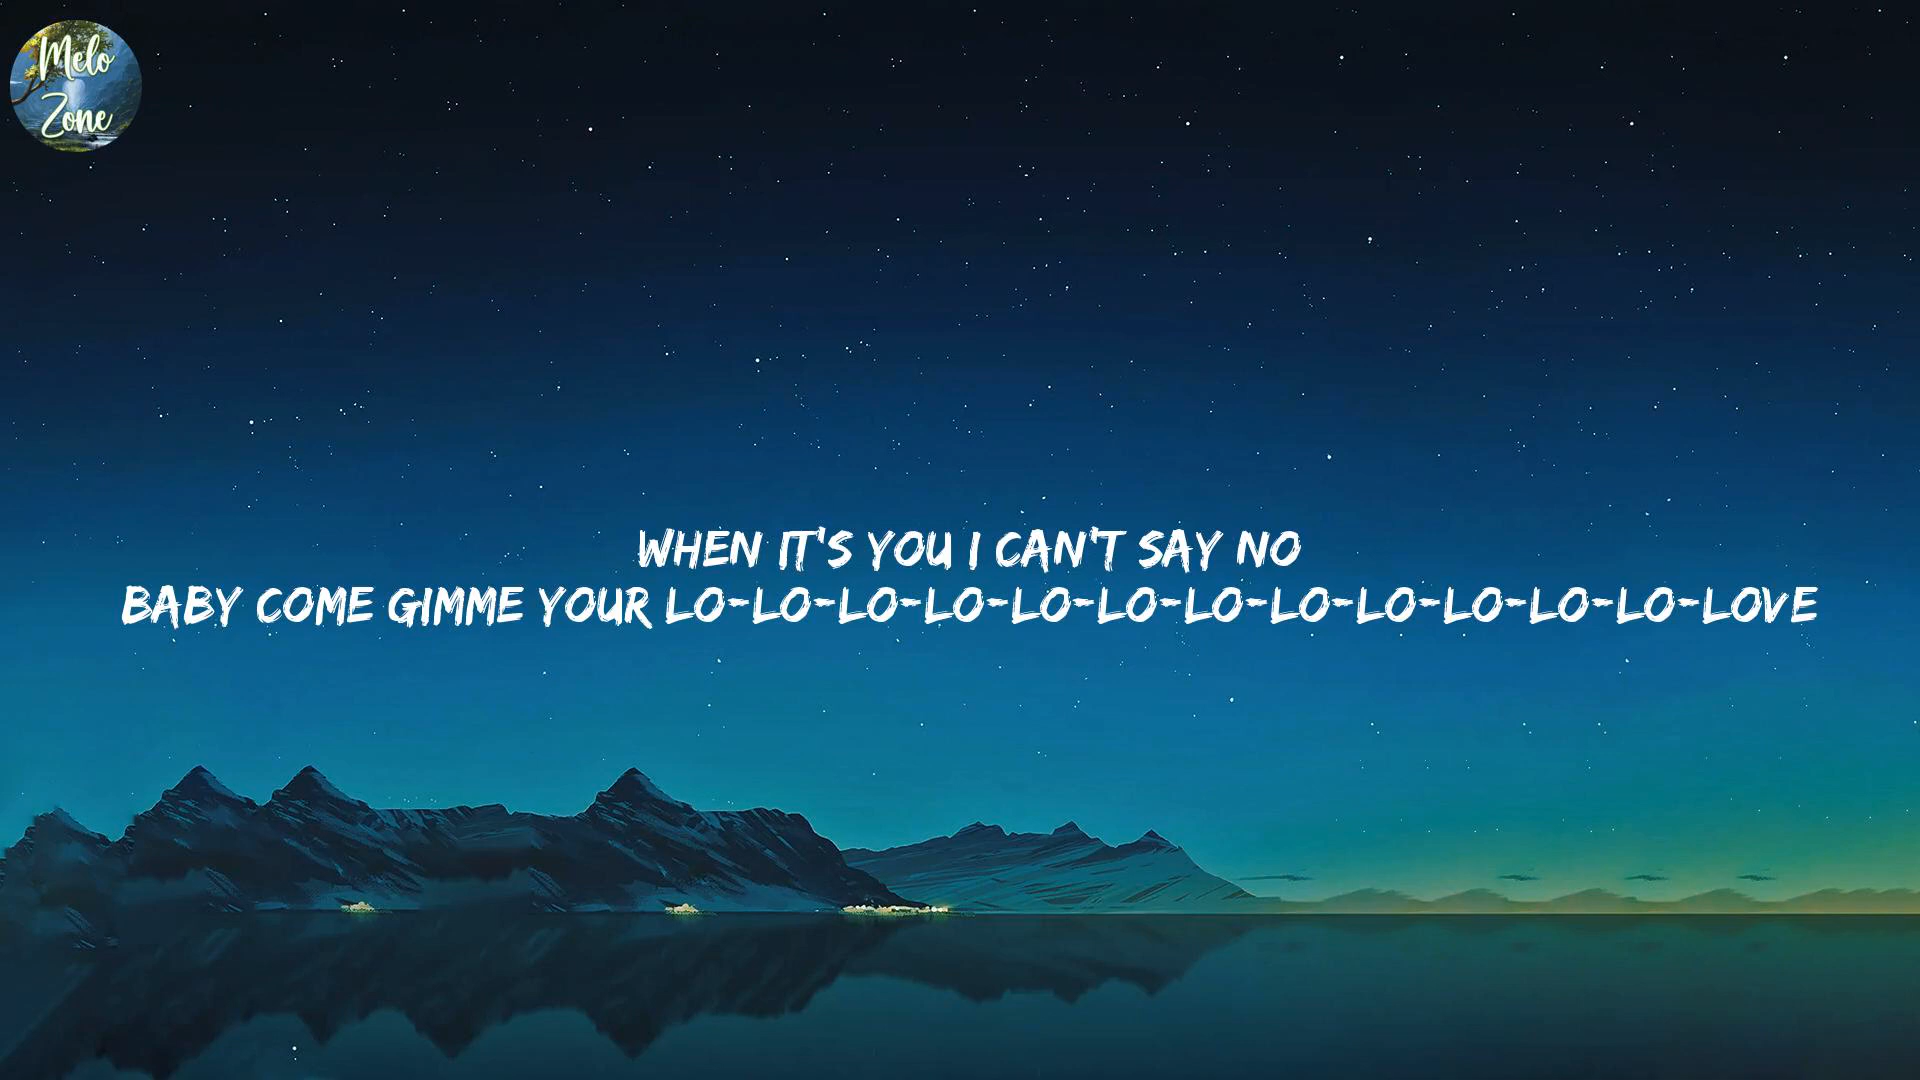 Melo
Zone
WHEN IT'S YOU I CAN'T SAY NO
BABY COME GIMME YOUR LO-LO-LO-LO-LO-LO-LO-LO-LO-LO-LO-LO-LOVE